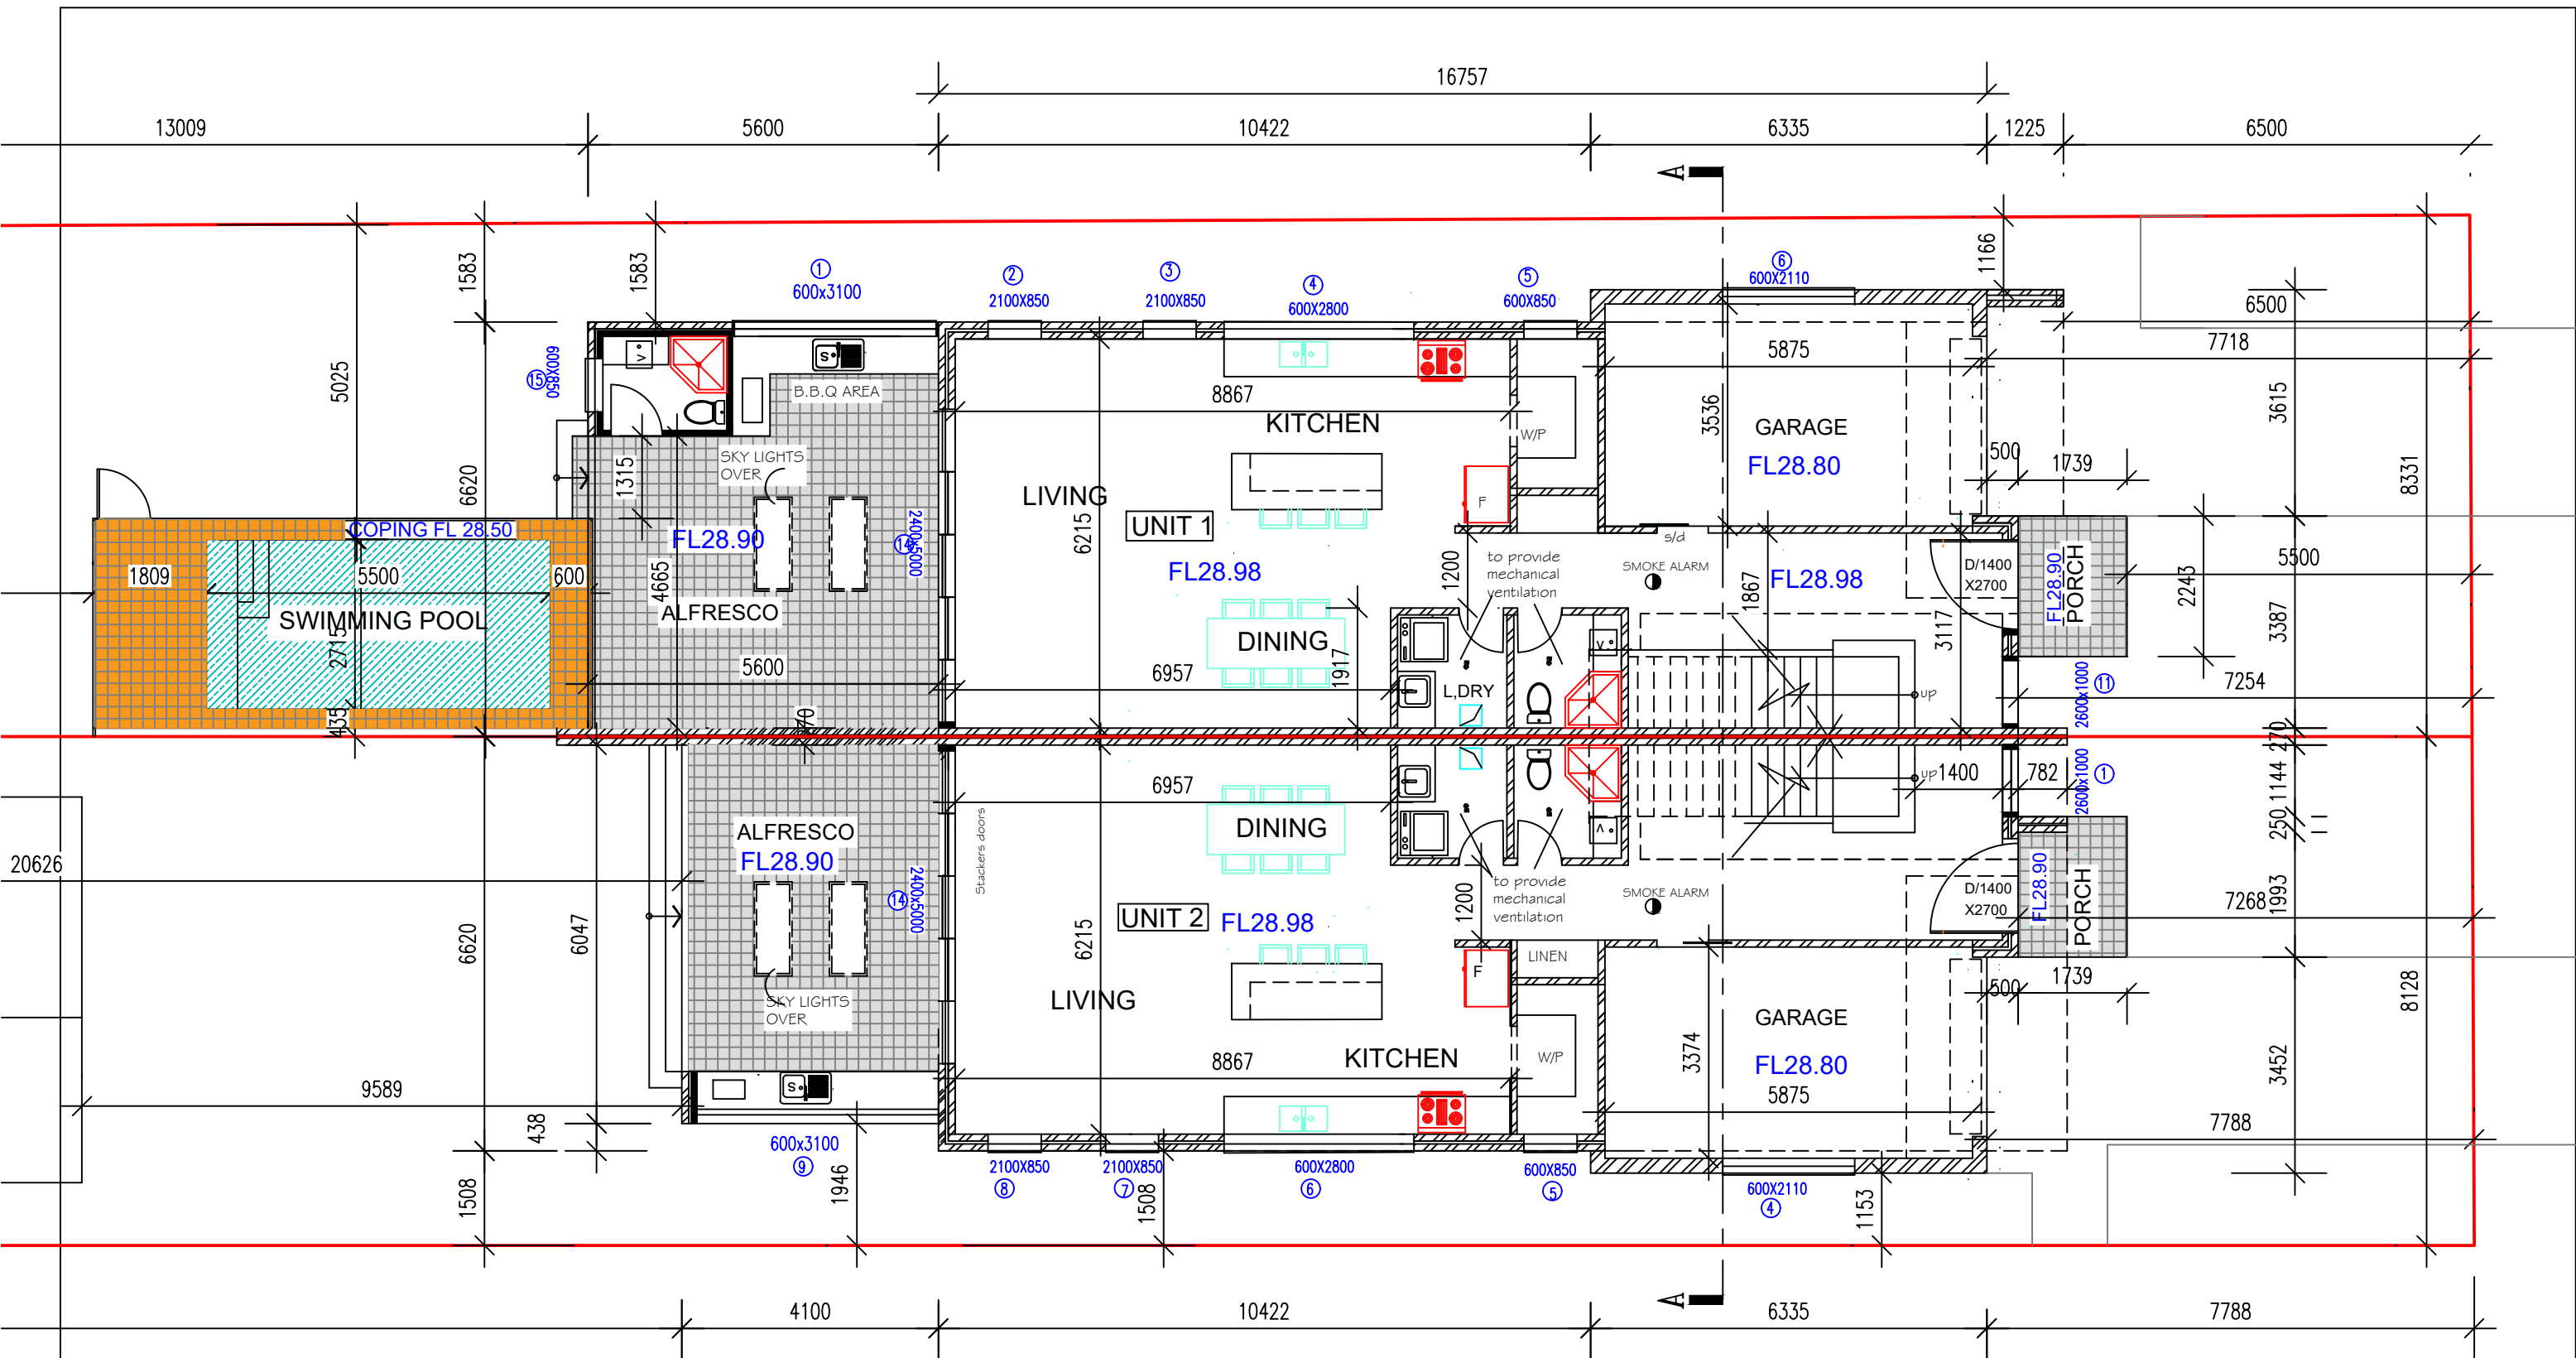 16757
13009
5600
10422
6335
1225
6500
A
1583
1583
1166
1
600x3100
2
2100X850
3
2100X850
4
600X2800
5
600X850
6
600X2110
6500
7718
15
600X850
5025
S
B.B.Q AREA
V
8867
KITCHEN
5875
3536
GARAGE
FL28.80
3615
8331
W/P
500
1739
SKY LIGHTS
OVER
1315
6620
LIVING
UNIT 1
F
COPING FL 28.50
FL28.90
14
2400x5000
6215
s/d
1809
5500
600
4665
FL28.98
1200
to provide
mechanical
ventilation
SMOKE ALARM
1867
FL28.98
D/1400
X2700
FL28.90
PORCH
2243
5500
3387
SWIMMING POOL
2715
ALFRESCO
DINING
1917
V
3117
5600
6957
L,DRY
up
2600x1000
11
7254
435
270
270
6957
up
1400
782
2600x1000
1
1144
250
ALFRESCO
FL28.90
Stackers doors
DINING
V
20626
14
2400x5000
1200
to provide
mechanical
ventilation
SMOKE ALARM
D/1400
X2700
FL28.90
PORCH
7268
1993
6620
6047
UNIT 2
FL28.98
6215
LINEN
F
SKY LIGHTS
OVER
LIVING
500
1739
8128
GARAGE
FL28.80
3374
KITCHEN
W/P
8867
5875
3452
9589
S
438
7788
600x3100
9
2100X850
8
2100X850
7
600X2800
6
600X850
5
600X2110
4
1508
1946
1508
1153
A
4100
10422
6335
7788